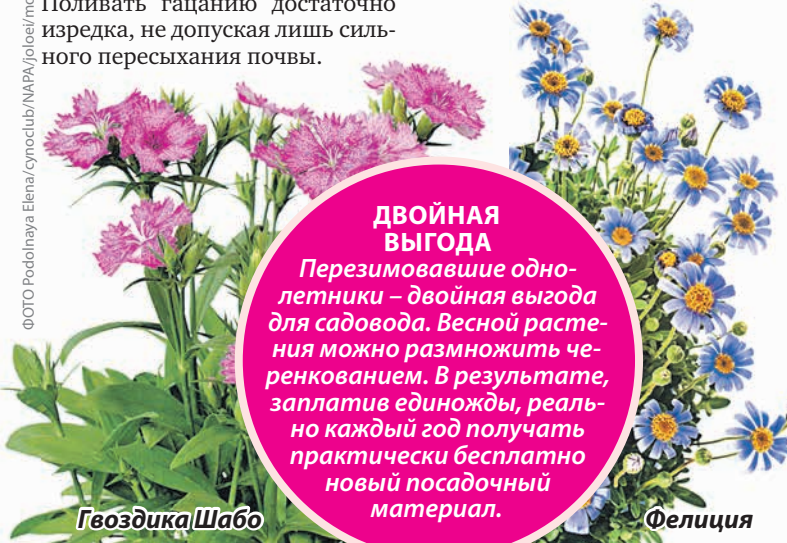 Поливать гацанию достаточно
изредка, не допуская лишь силь-
ного пересыхания почвы.
ФОТО Podolnaya Elena/cynoclub/NAPA/joloei/
ДВОЙНАЯ
ВЫГОДА
Перезимовавшие одно-
летники – двойная выгода
для садовода. Весной расте-
ния можно размножить че-
ренкованием. В результате,
заплатив единожды, реаль-
но каждый год получать
практически бесплатно
новый посадочный
материал.
Гвоздика Шабо
Фелиция